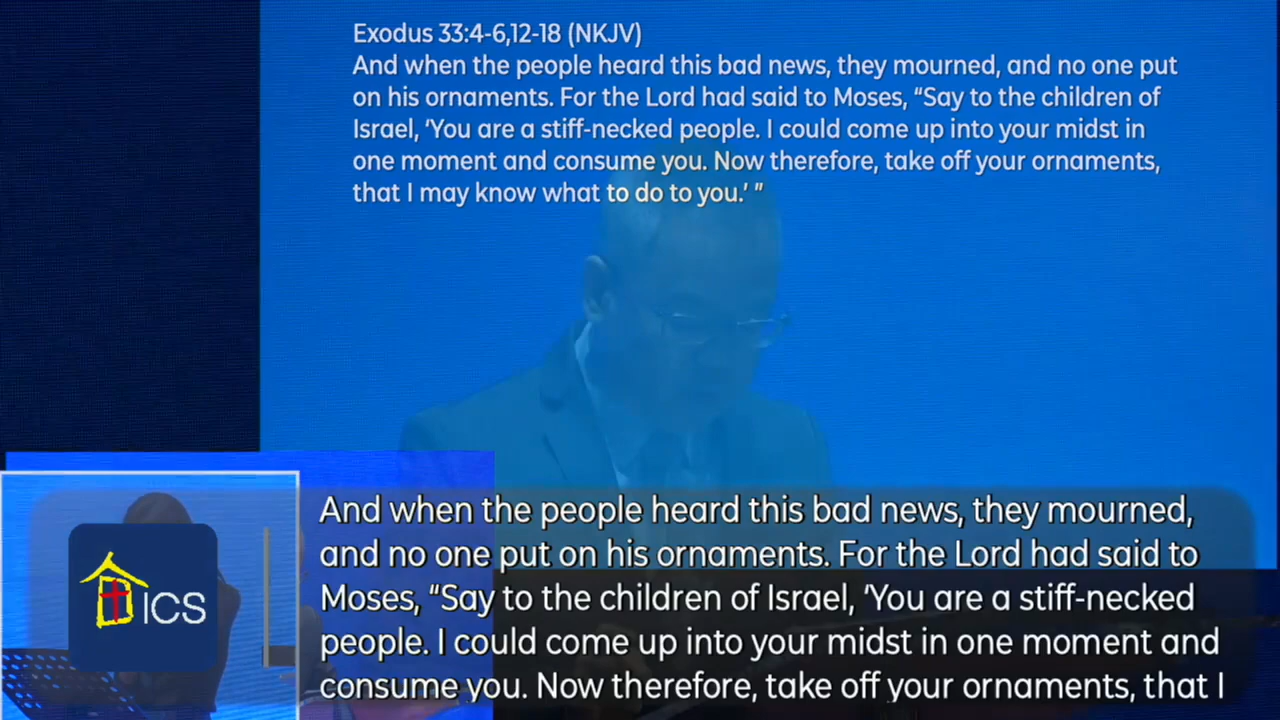 Exodus 33:4-6,12-18 (NKJV)
And when the people heard this bad news, they mourned, and no one put
on his ornaments. For the Lord had said to Moses, “Say to the children of
Israel, ‘You are a stiff-necked people. I could come up into your midst in
one moment and consume you. Now therefore, take off your ornaments,
that I may know what to do to you.’ ”
And when the people heard this bad news, they mourned,
and no one put on his ornaments. For the Lord had said to
Moses, “Say to the children of Israel, ‘You are a stiff-necked
people. I could come up into your midst in one moment and
consume you. Now therefore, take off your ornaments, that I
ICS